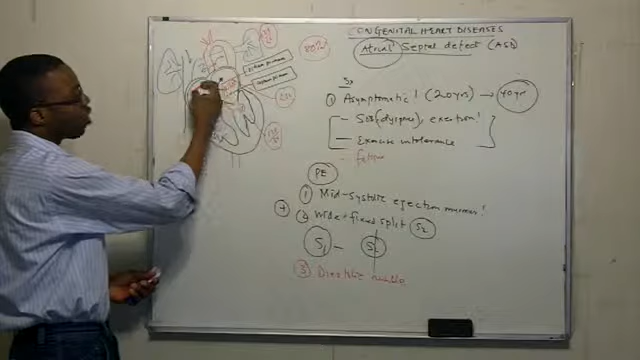 CONGENITAL HEART DISEASES
Atrial Septal defect (ASD)
80%
Sx
① Asymptomatic! (20yrs) → 40yr
- SOB (dyspnea), exertion!
- Exercise intolerance
- fatigue
PE
① Mid-systolic ejection murmur!
+ ② Wide + fixed split S2
S1 - S2
③ Diastolic rumble